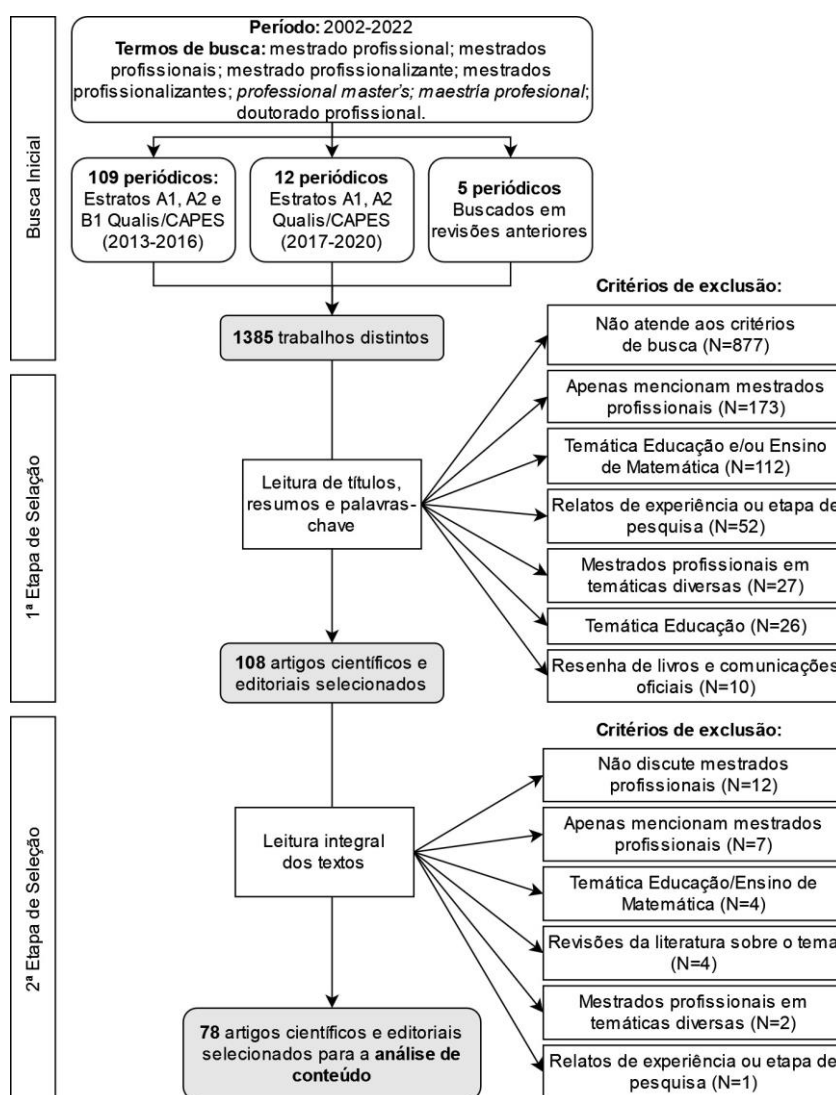 Período: 2002-2022
Termos de busca: mestrado profissional; mestrados
profissionais; mestrado profissionalizante; mestrados
profissionalizantes; professional master's; maestria profesional;
doutorado profissional.
Busca Inicial
109 periódicos:
Estratos A1, A2 e
B1 Qualis/CAPES
(2013-2016)
12 periódicos
Estratos A1, A2
Qualis/CAPES
(2017-2020)
5 periódicos
Buscados em
revisões anteriores
1385 trabalhos distintos
Critérios de exclusão:
Não atende aos critérios
de busca (N=877)
Apenas mencionam mestrados
profissionais (N=173)
Temática Educação e/ou Ensino
de Matemática (N=112)
Relatos de experiência ou etapa de
pesquisa (N=52)
Mestrados profissionais em
temáticas diversas (N=27)
Temática Educação (N=26)
Resenha de livros e comunicações
oficiais (N=10)
1ª Etapa de Selação
Leitura de títulos,
resumos e palavras-
chave
108 artigos científicos e
editoriais selecionados
2ª Etapa de Seleção
Critérios de exclusão:
Não discute mestrados
profissionais (N=12)
Apenas mencionam mestrados
profissionais (N=7)
Temática Educação/Ensino de
Matemática (N=4)
Revisões da literatura sobre o tema
(N=4)
Mestrados profissionais em
temáticas diversas (N=2)
Relatos de experiência ou etapa de
pesquisa (N=1)
Leitura integral
dos textos
78 artigos científicos e editoriais
selecionados para a análise de
conteúdo